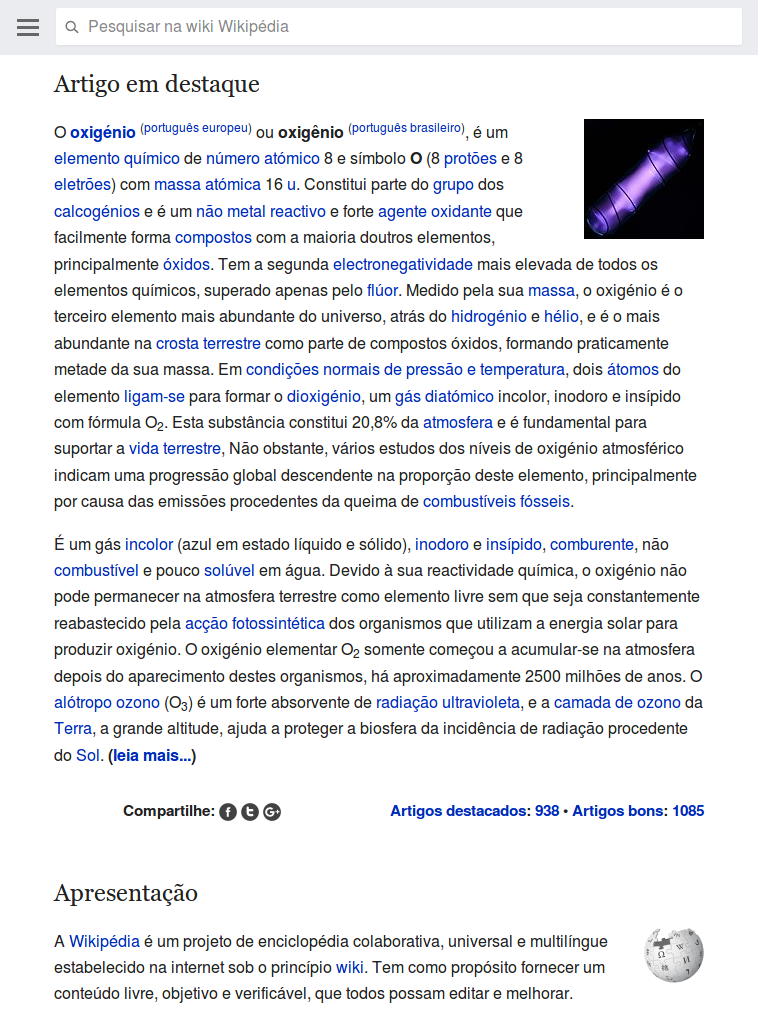 Pesquisar na wiki Wikipédia
Artigo em destaque
O oxigénio (português europeu) ou oxigênio (português brasileiro), é um
elemento químico de número atómico 8 e símbolo O (8 protões e 8
eletrões) com massa atómica 16 u. Constitui parte do grupo dos
calcogénios e é um não metal reactivo e forte agente oxidante que
facilmente forma compostos com a maioria doutros elementos,
principalmente óxidos. Tem a segunda electronegatividade mais elevada de todos os
elementos químicos, superado apenas pelo flúor. Medido pela sua massa, o oxigénio é o
terceiro elemento mais abundante do universo, atrás do hidrogénio e hélio, e é o mais
abundante na crosta terrestre como parte de compostos óxidos, formando praticamente
metade da sua massa. Em condições normais de pressão e temperatura, dois átomos do
elemento ligam-se para formar o dioxigénio, um gás diatómico incolor, inodoro e insípido
com fórmula O2. Esta substância constitui 20,8% da atmosfera e é fundamental para
suportar a vida terrestre, Não obstante, vários estudos dos níveis de oxigénio atmosférico
indicam uma progressão global descendente na proporção deste elemento, principalmente
por causa das emissões procedentes da queima de combustíveis fósseis.
É um gás incolor (azul em estado líquido e sólido), inodoro e insípido, comburente, não
combustível e pouco solúvel em água. Devido à sua reactividade química, o oxigénio não
pode permanecer na atmosfera terrestre como elemento livre sem que seja constantemente
reabastecido pela acção fotossintética dos organismos que utilizam a energia solar para
produzir oxigénio. O oxigénio elementar O2 somente começou a acumular-se na atmosfera
depois do aparecimento destes organismos, há aproximadamente 2500 milhões de anos. O
alótropo ozono (O3) é um forte absorvente de radiação ultravioleta, e a camada de ozono da
Terra, a grande altitude, ajuda a proteger a biosfera da incidência de radiação procedente
do Sol. (leia mais...)
Compartilhe: Artigos destacados: 938 • Artigos bons: 1085
Apresentação
A Wikipédia é um projeto de enciclopédia colaborativa, universal e multilíngue
estabelecido na internet sob o princípio wiki. Tem como propósito fornecer um
conteúdo livre, objetivo e verificável, que todos possam editar e melhorar.